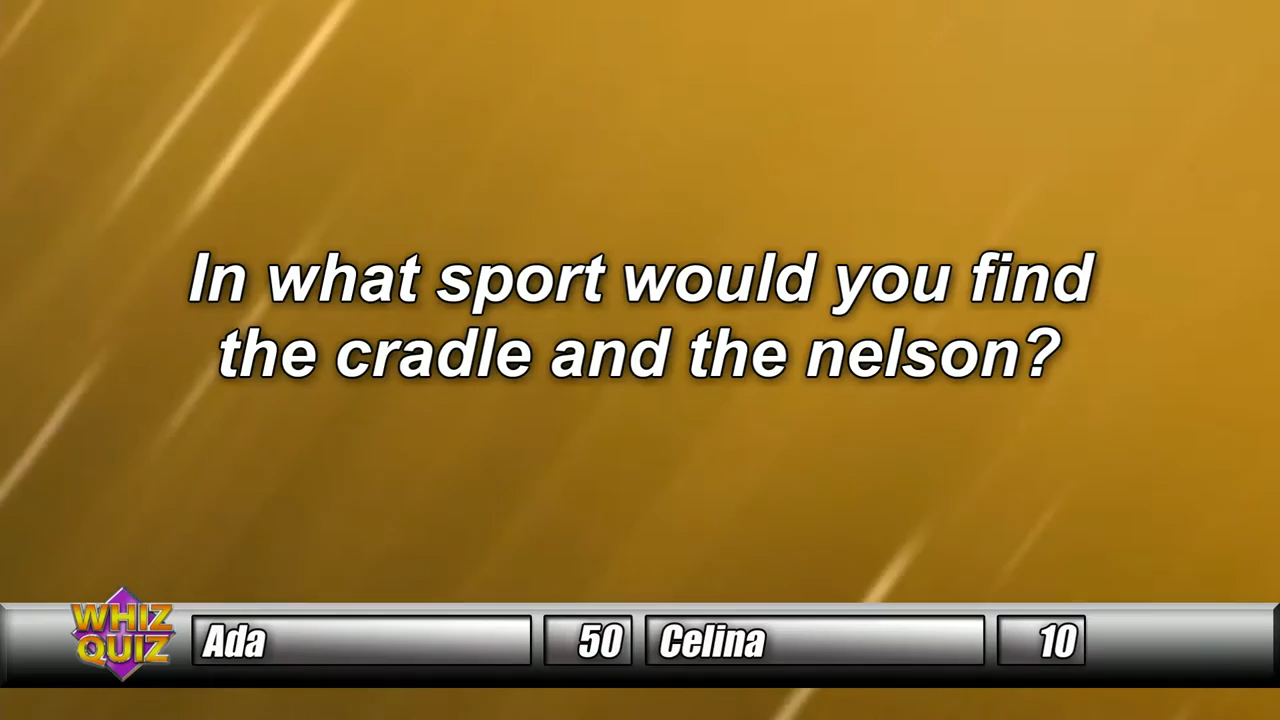 In what sport would you find
the cradle and the nelson?
WHIZ
QUIZ
Ada 50 Celina 10